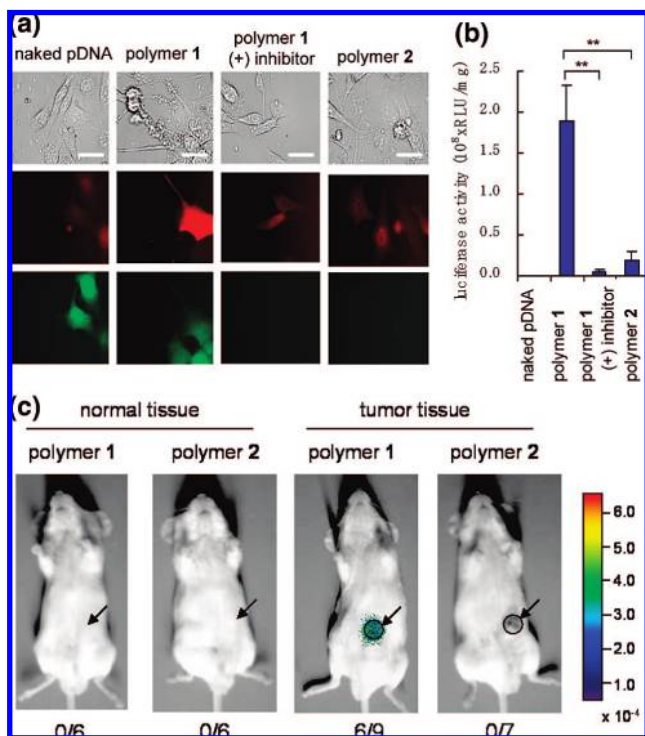 (a)
naked pDNA
polymer 1
polymer 1
(+) inhibitor
polymer 2
(b)
**
**
luciferase activity (10⁸xRLU/mg)
2.5
2.0
1.5
1.0
0.5
0.0
naked pDNA
polymer 1
polymer 1
(+) inhibitor
polymer 2
(c)
normal tissue
tumor tissue
polymer 1
polymer 2
polymer 1
polymer 2
6.0
5.0
4.0
3.0
2.0
1.0
x 10⁻⁴
0/6
0/6
6/9
0/7